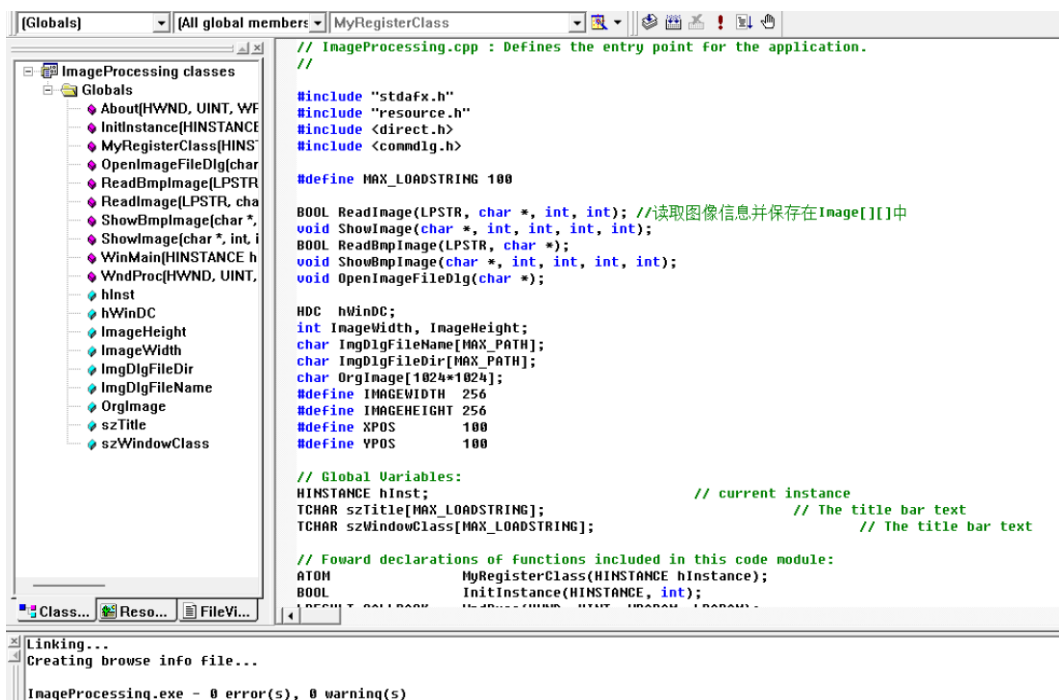 (Globals) (All global members MyRegisterClass
ImageProcessing classes
Globals
About(HWND, UINT, WF
InitInstance(HINSTANCE
MyRegisterClass(HINST
OpenImageFileDlg(char
ReadBmpImage(LPSTR
ReadImage(LPSTR, cha
ShowBmpImage(char *,
ShowImage(char *, int, i
WinMain(HINSTANCE h
WndProc(HWND, UINT,
hInst
hWinDC
ImageHeight
ImageWidth
ImgDlgFileDir
ImgDlgFileName
OrgImage
szTitle
szWindowClass
Class... Reso... FileVi...
// ImageProcessing.cpp : Defines the entry point for the application.
//
#include "stdafx.h"
#include "resource.h"
#include <direct.h>
#include <commdlg.h>
#define MAX_LOADSTRING 100
BOOL ReadImage(LPSTR, char *, int, int); //读取图像信息并保存在Image[][]中
void ShowImage(char *, int, int, int, int);
BOOL ReadBmpImage(LPSTR, char *);
void ShowBmpImage(char *, int, int, int, int);
void OpenImageFileDlg(char *);
HDC hWinDC;
int ImageWidth, ImageHeight;
char ImgDlgFileName[MAX_PATH];
char ImgDlgFileDir[MAX_PATH];
char OrgImage[1024*1024];
#define IMAGEWIDTH 256
#define IMAGEHEIGHT 256
#define XPOS 100
#define YPOS 100
// Global Variables:
HINSTANCE hInst; // current instance
TCHAR szTitle[MAX_LOADSTRING]; // The title bar text
TCHAR szWindowClass[MAX_LOADSTRING]; // The title bar text
// Foward declarations of functions included in this code module:
ATOM MyRegisterClass(HINSTANCE hInstance);
BOOL InitInstance(HINSTANCE, int);
Linking...
Creating browse info file...
ImageProcessing.exe - 0 error(s), 0 warning(s)